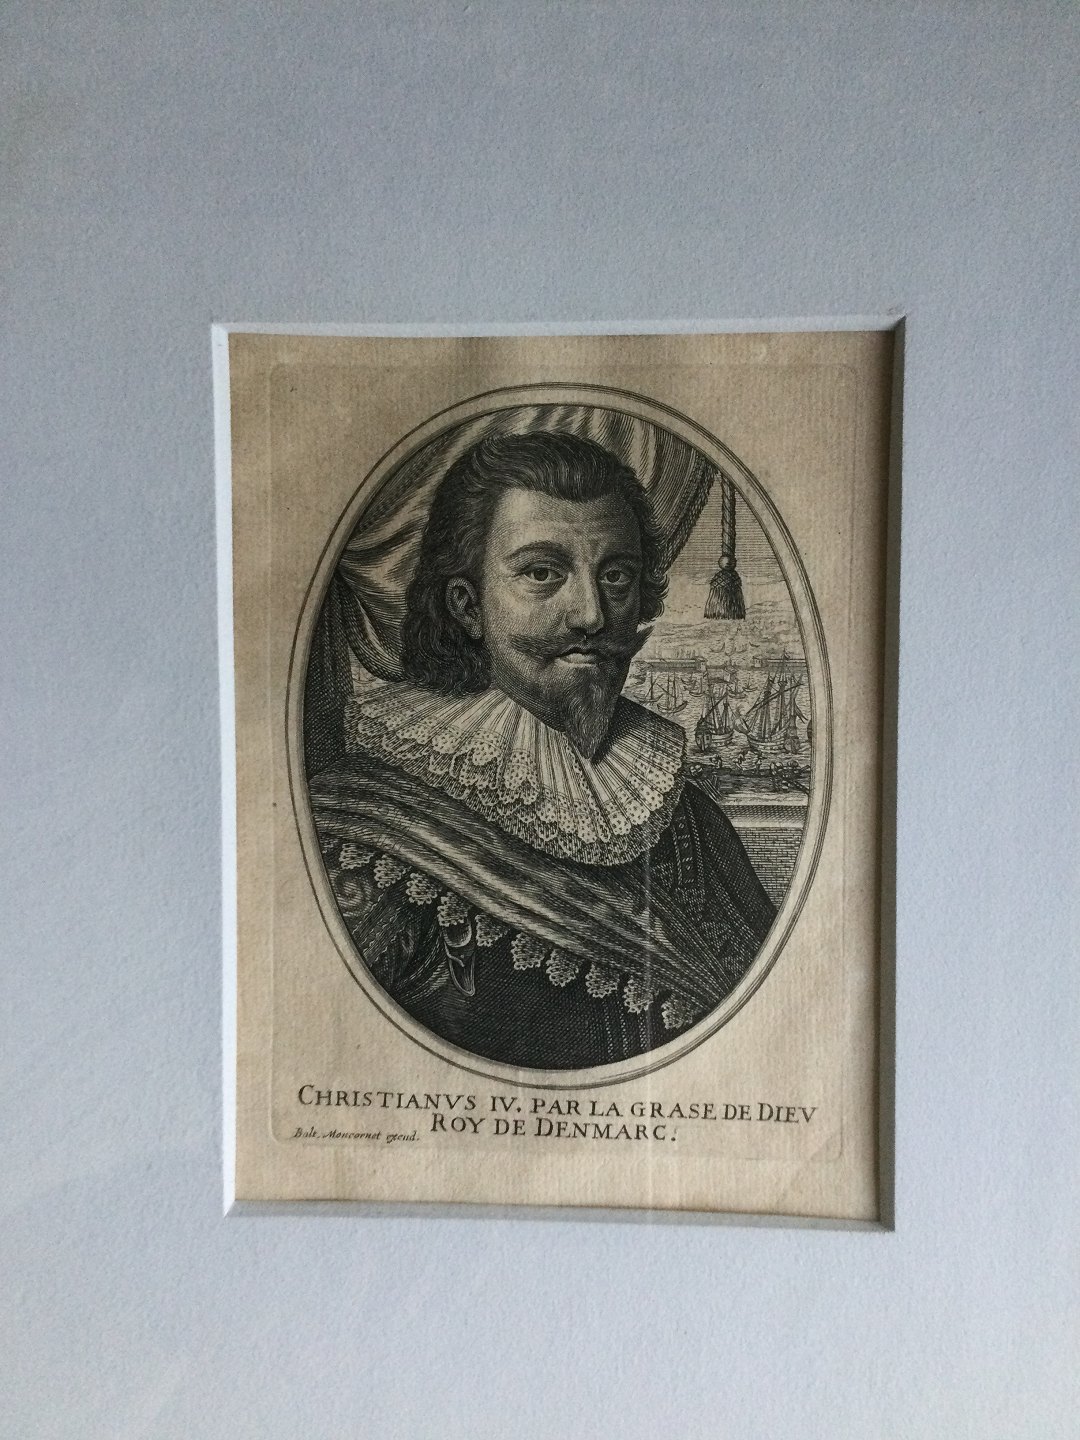 CHRISTIANVS IV. PAR LA GRASE DE DIEV
ROY DE DENMARC.
Balt. Moncornet excud.